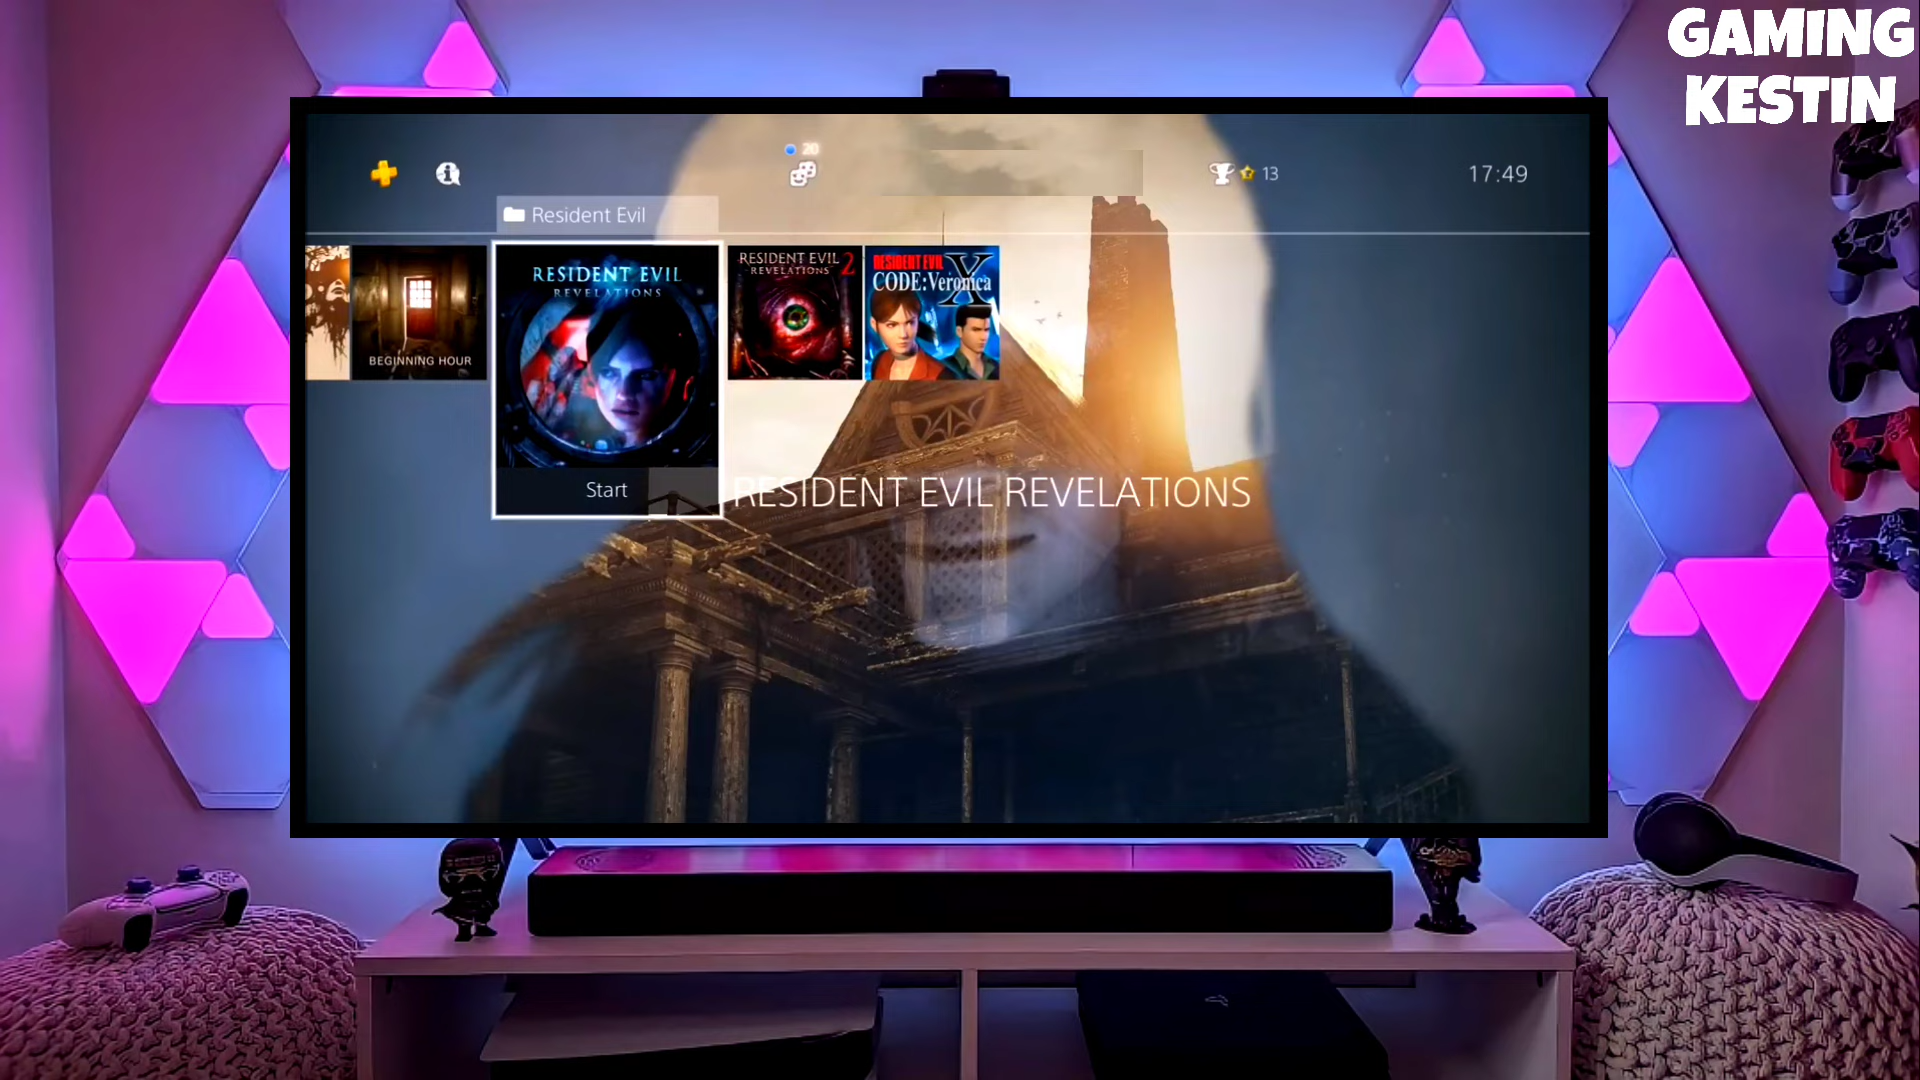 GAMING
KESTIN
20
13
17:49
Resident Evil
BEGINNING HOUR
RESIDENT EVIL
REVELATIONS
RESIDENT EVIL 2
REVELATIONS
RESIDENT EVIL
CODE:Veronica
X
Start
RESIDENT EVIL REVELATIONS